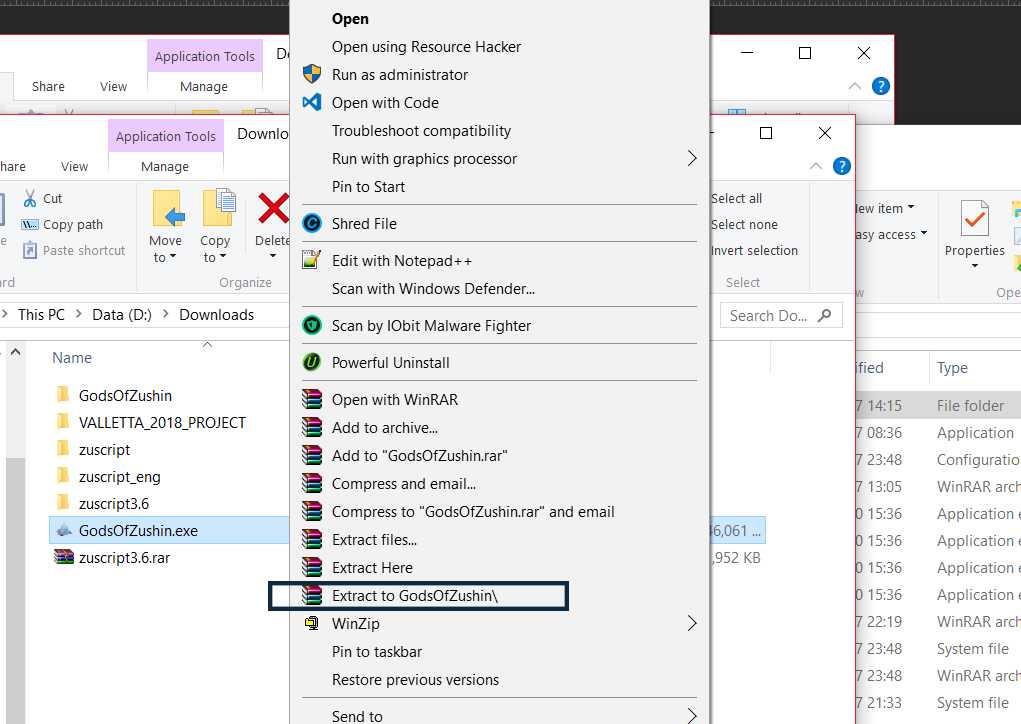 Application Tools
Share
View
Manage
Application Tools
Downlo
hare
View
Manage
Cut
Copy path
Paste shortcut
Move to
Copy to
Delete
Organize
Select all
Select none
Invert selection
Select
ew item
asy access
Properties
Ope
This PC
Data (D:)
Downloads
Search Do...
Name
GodsOfZushin
VALLETTA_2018_PROJECT
zuscript
zuscript_eng
zuscript3.6
GodsOfZushin.exe
46,061 ...
zuscript3.6.rar
,952 KB
Open
Open using Resource Hacker
Run as administrator
Open with Code
Troubleshoot compatibility
Run with graphics processor
Pin to Start
Shred File
Edit with Notepad++
Scan with Windows Defender...
Scan by IObit Malware Fighter
Powerful Uninstall
Open with WinRAR
Add to archive...
Add to "GodsOfZushin.rar"
Compress and email...
Compress to "GodsOfZushin.rar" and email
Extract files...
Extract Here
Extract to GodsOfZushin\
WinZip
Pin to taskbar
Restore previous versions
Send to
ified
Type
7 14:15 File folder
7 08:36 Application
7 23:48 Configuratio
7 13:05 WinRAR arch
0 15:36 Application e
0 15:36 Application e
0 15:36 Application e
0 15:36 Application e
7 22:19 WinRAR arch
7 23:48 System file
7 23:48 WinRAR arch
7 21:33 System file